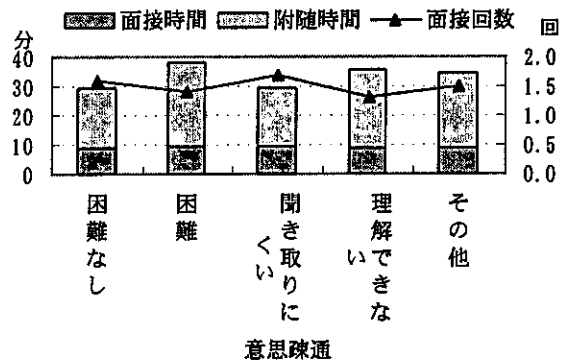 面接時間 附随時間 面接回数
分 回
40 2.0
30 1.5
20 1.0
10 0.5
0 0.0
困難なし
困難
聞き取りに
くい
理解できな
い
その他
意思疎通